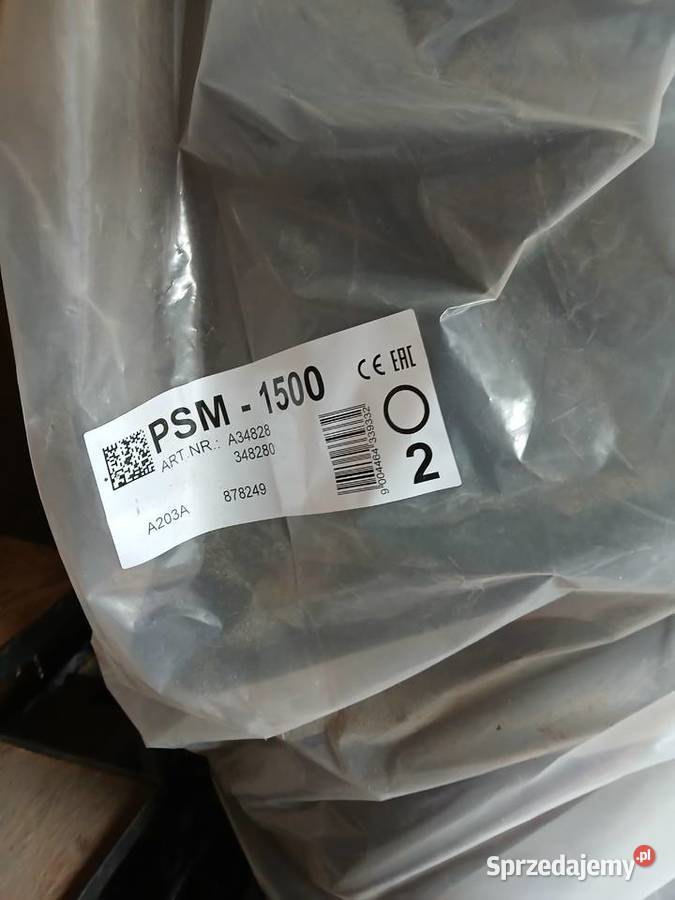 PSM - 1500
CE EAC
ART.NR.: A34828
348280
A203A
878249
9004464339332
2
Sprzedajemy.pl